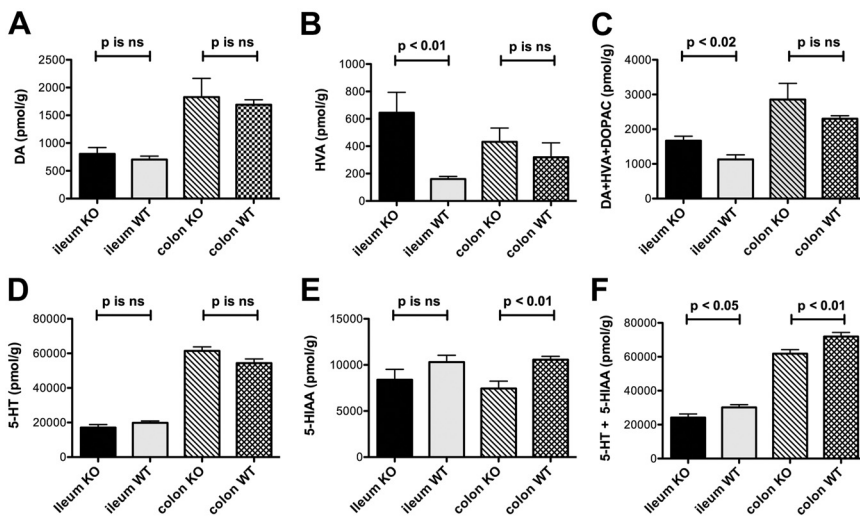 A
p is ns
p is ns
DA (pmol/g)
2500
2000
1500
1000
500
0
ileum KO
ileum WT
colon KO
colon WT
B
p < 0.01
p is ns
HVA (pmol/g)
1000
800
600
400
200
0
ileum KO
ileum WT
colon KO
colon WT
C
p < 0.02
p is ns
DA+HVA+DOPAC (pmol/g)
4000
3000
2000
1000
0
ileum KO
ileum WT
colon KO
colon WT
D
p is ns
p is ns
5-HT (pmol/g)
80000
60000
40000
20000
0
Ileum KO
ileum WT
colon KO
colon WT
E
p is ns
p < 0.01
5-HIAA (pmol/g)
15000
10000
5000
0
Ileum KO
ileum WT
colon KO
colon WT
F
p < 0.05
p < 0.01
5-HT + 5-HIAA (pmol/g)
80000
60000
40000
20000
0
Ileum KO
ileum WT
colon KO
colon WT